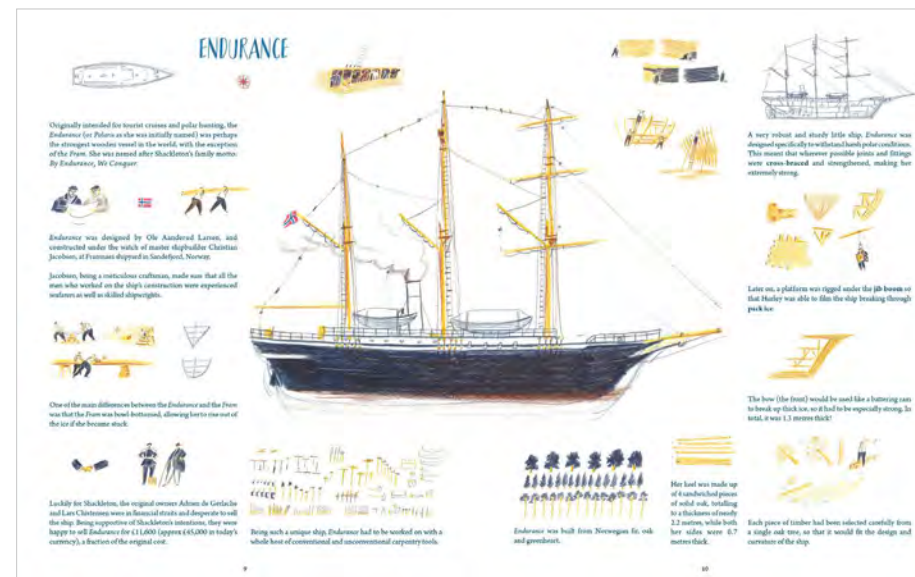 ENDURANCE
Originally intended for tourist cruises and polar hunting, the
Endurance (or Polaris as she was initially named) was perhaps
the strongest wooden vessel in the world, with the exception
of the Fram. She was named after Shackleton's family motto:
By Endurance, We Conquer.
Endurance was designed by Ole Aanderud Larsen, and
constructed under the watch of master shipbuilder Christian
Jacobsen, at Framnæs shipyard in Sandefjord, Norway.
Jacobsen, being a meticulous craftsman, made sure that all the
men who worked on the ship's construction were experienced
seafarers as well as skilled shipwrights.
One of the main differences between the Endurance and the Fram
was that the Fram was bowl-bottomed, allowing her to rise out of
the ice if she became stuck.
Luckily for Shackleton, the original owners Adrien de Gerlache
and Lars Christensen were in financial straits and desperate to sell
the ship. Being supportive of Shackleton's intentions, they were
happy to sell Endurance for £11,600 (approx £45,000 in today's
currency), a fraction of the original cost.
Being such a unique ship, Endurance had to be worked on with a
whole host of conventional and unconventional carpentry tools.
9
Endurance was built from Norwegian fir, oak
and greenheart.
Her keel was made up
of 4 sandwiched pieces
of solid oak, totalling
to a thickness of nearly
2.2 metres, while both
her sides were 0.7
metres thick.
10
A very robust and sturdy little ship, Endurance was
designed specifically to withstand harsh polar conditions.
This meant that wherever possible joints and fittings
were cross-braced and strengthened, making her
extremely strong.
Later on, a platform was rigged under the jib boom so
that Hurley was able to film the ship breaking through
pack ice.
The bow (the front) would be used like a battering ram
to break up thick ice, so it had to be especially strong. In
total, it was 1.3 metres thick!
Each piece of timber had been selected carefully from
a single oak tree, so that it would fit the design and
curvature of the ship.